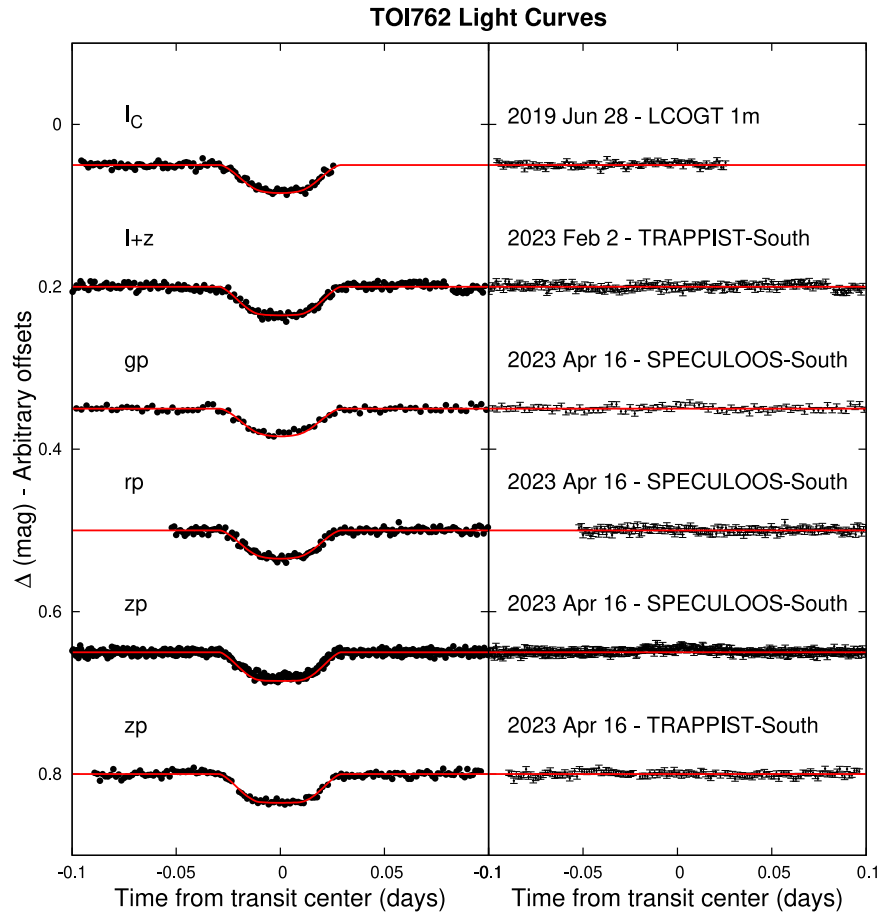 TOI762 Light Curves
I_C
2019 Jun 28 - LCOGT 1m
0
I+z
2023 Feb 2 - TRAPPIST-South
0.2
gp
2023 Apr 16 - SPECULOOS-South
0.4
rp
2023 Apr 16 - SPECULOOS-South
0.6
zp
2023 Apr 16 - SPECULOOS-South
zp
2023 Apr 16 - TRAPPIST-South
0.8
Δ (mag) - Arbitrary offsets
-0.1 -0.05 0 0.05 -0.1 -0.05 0 0.05 0.1
Time from transit center (days)
Time from transit center (days)